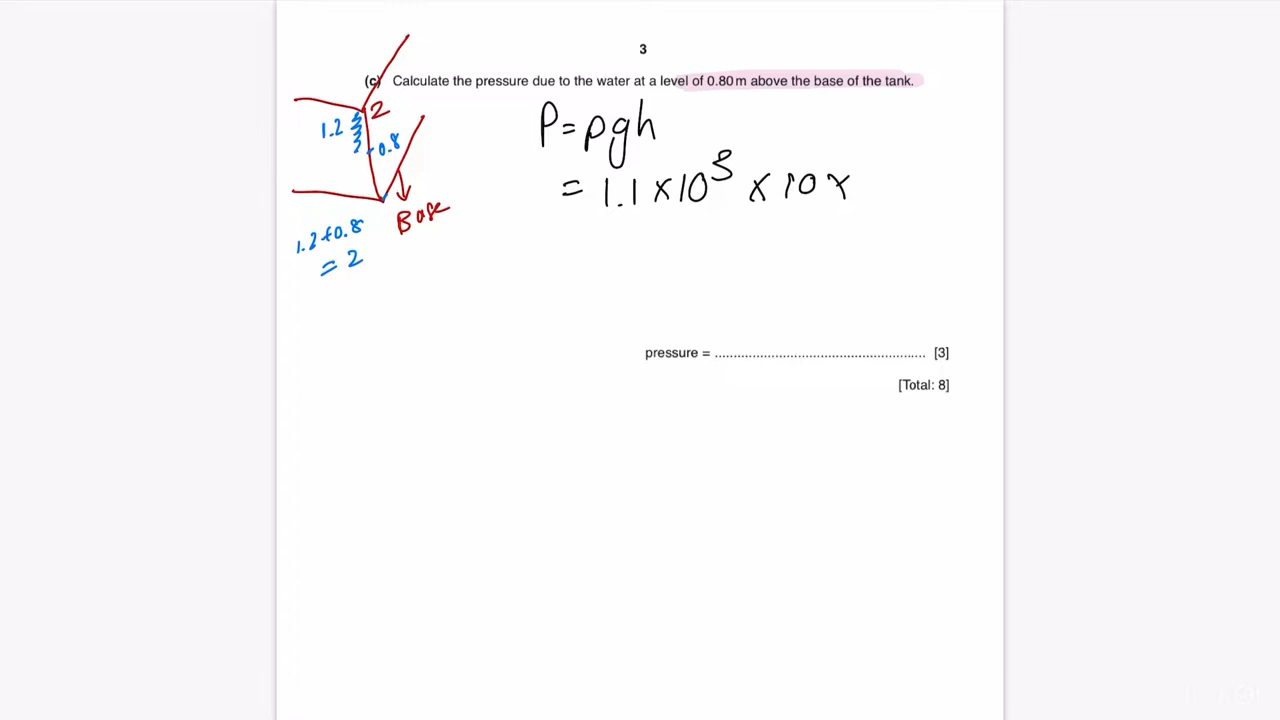 3
(c) Calculate the pressure due to the water at a level of 0.80 m above the base of the tank.
P = ρgh
= 1.1 × 10³ × 10 ×
2
1.2
0.8
Base
1.2 + 0.8
= 2
pressure = ........................................................ [3]
[Total: 8]